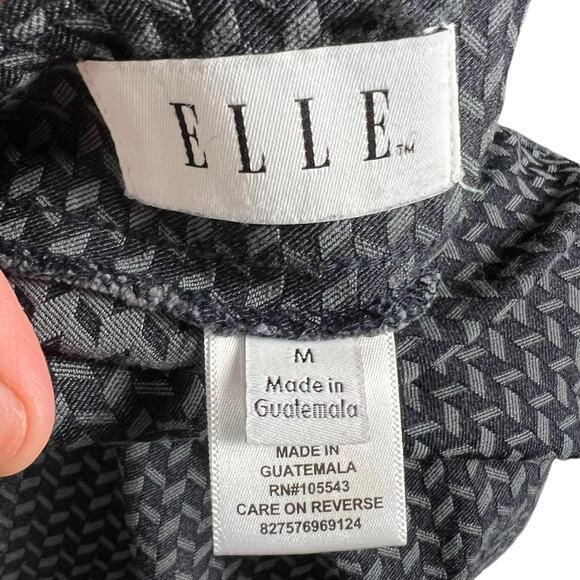 ELLE™
M
Made in
Guatemala
MADE IN
GUATEMALA
RN#105543
CARE ON REVERSE
827576969124